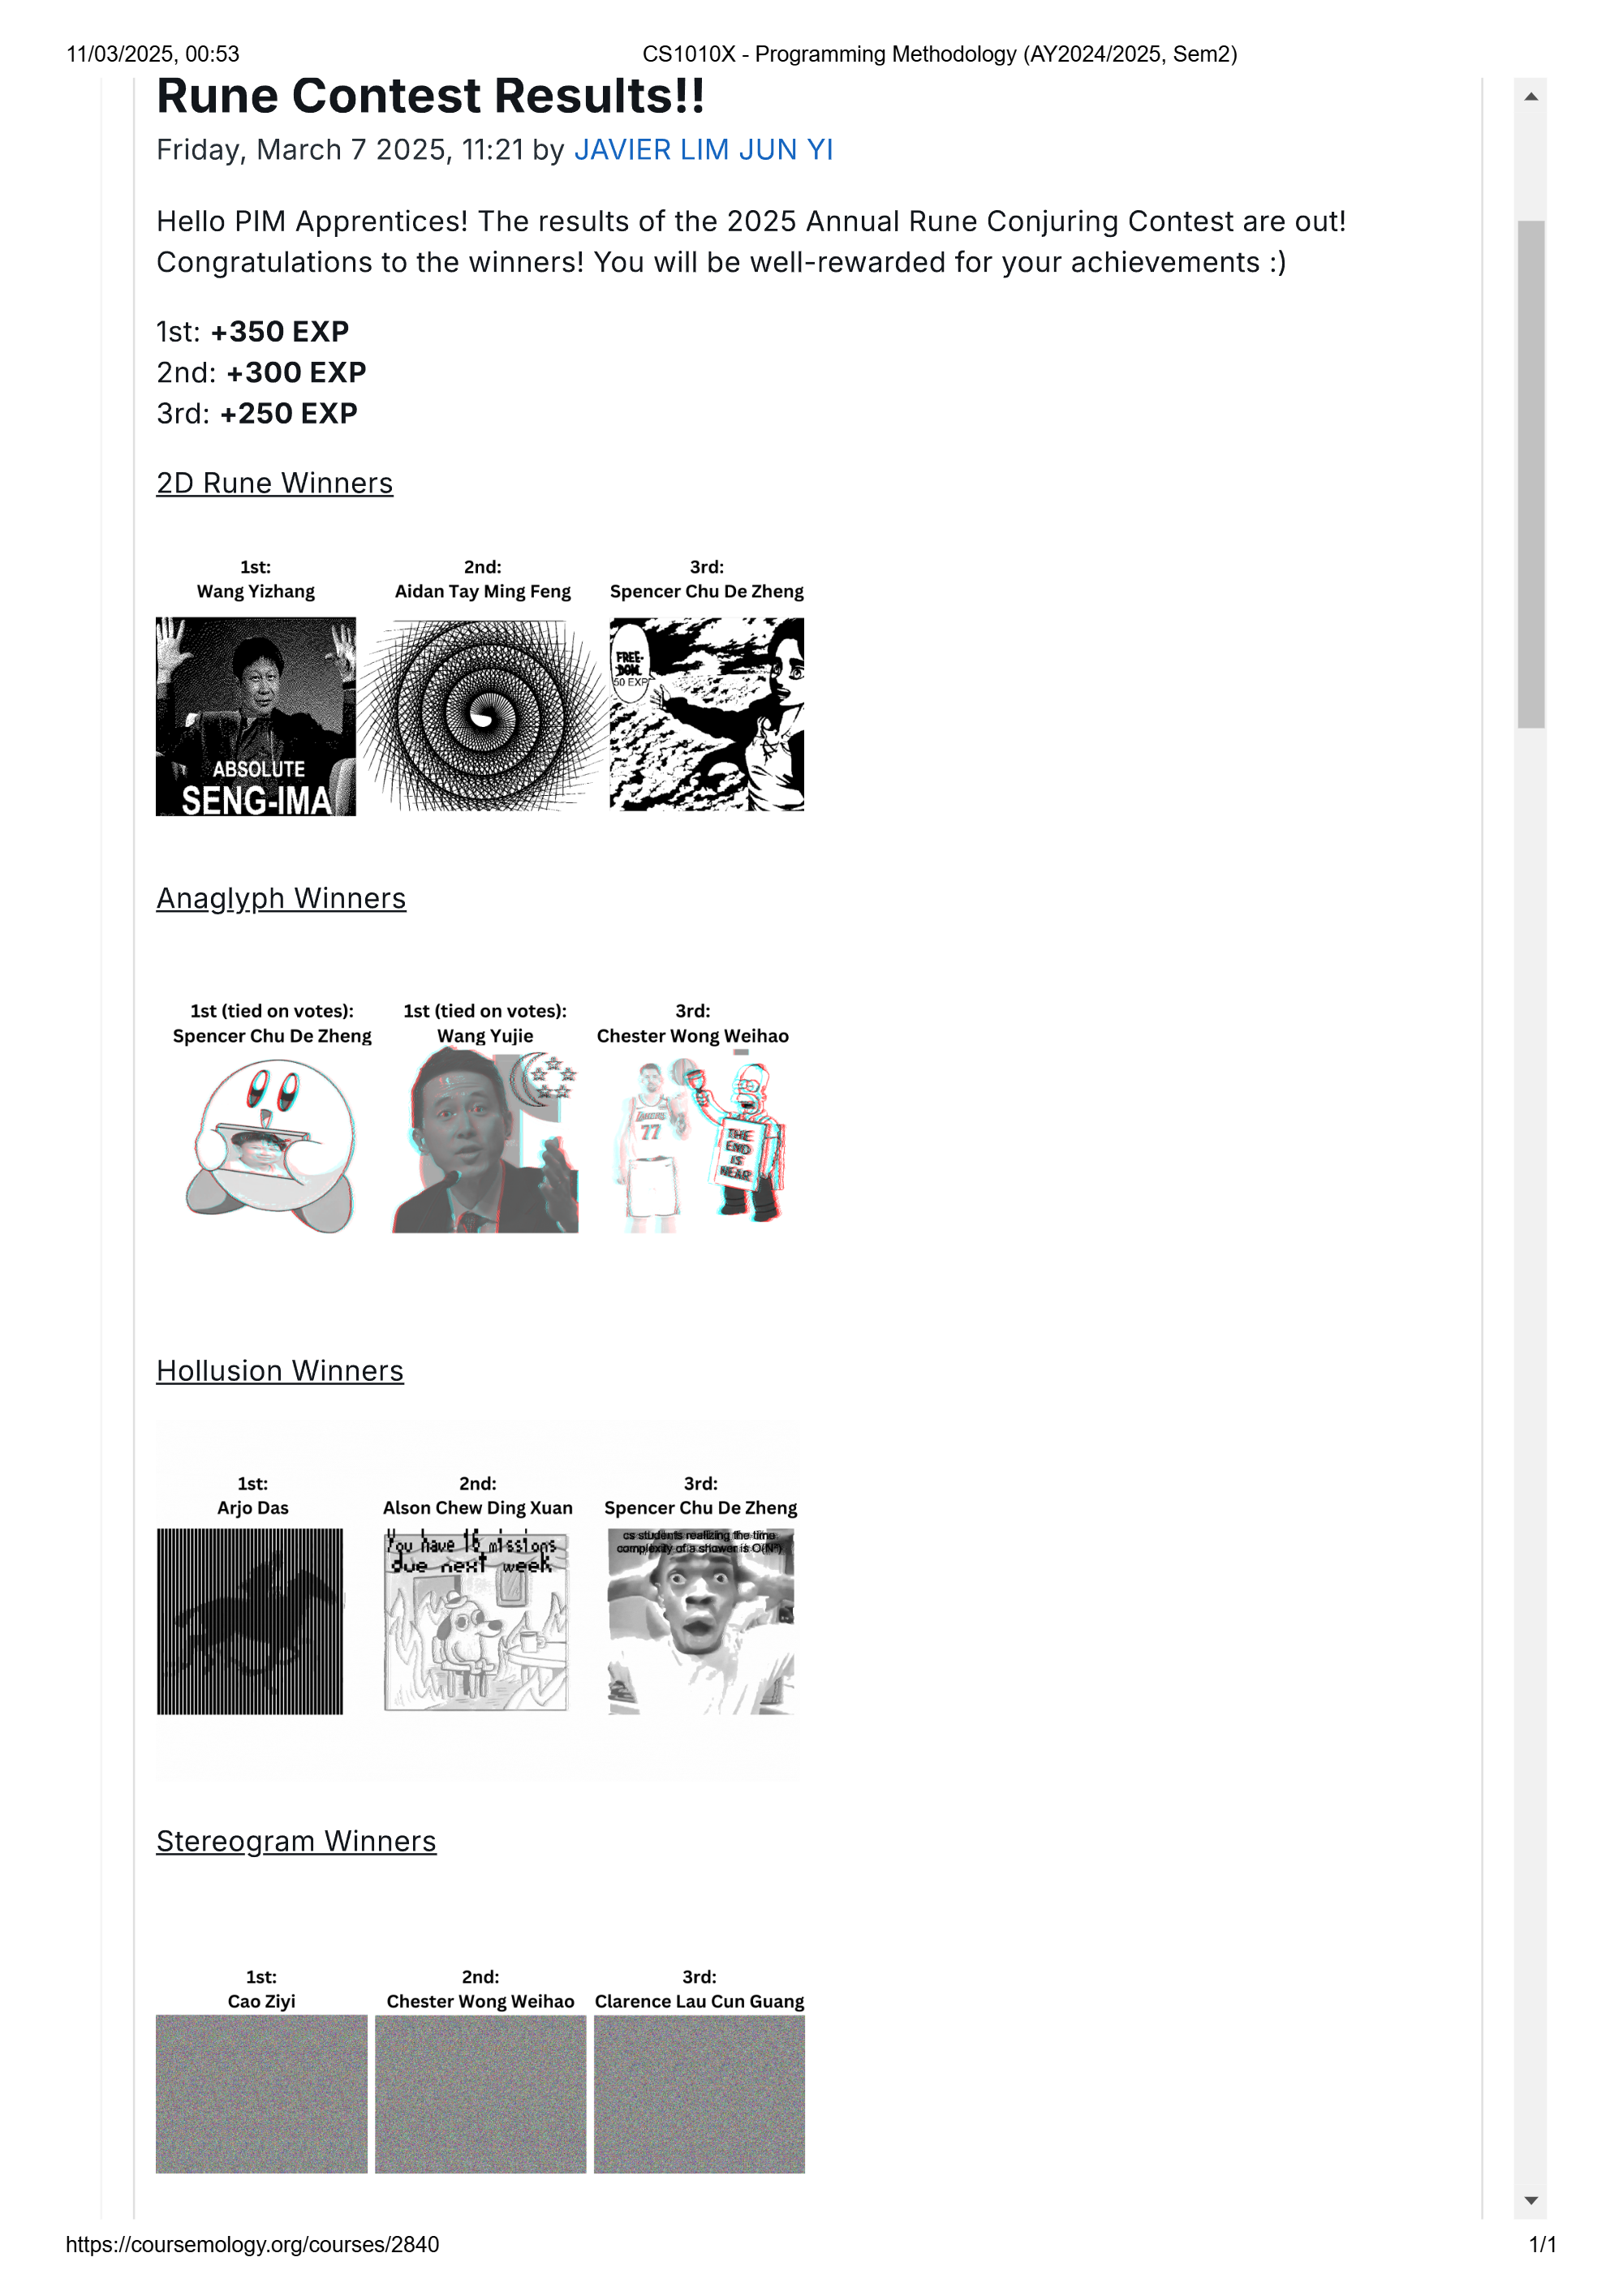 11/03/2025, 00:53
CS1010X - Programming Methodology (AY2024/2025, Sem2)
Rune Contest Results!!
Friday, March 7 2025, 11:21 by JAVIER LIM JUN YI
Hello PIM Apprentices! The results of the 2025 Annual Rune Conjuring Contest are out!
Congratulations to the winners! You will be well-rewarded for your achievements :)
1st: +350 EXP
2nd: +300 EXP
3rd: +250 EXP
2D Rune Winners
1st:
Wang Yizhang
2nd:
Aidan Tay Ming Feng
3rd:
Spencer Chu De Zheng
ABSOLUTE
SENG-IMA
FREE-
DOM.
50 EXP
Anaglyph Winners
1st (tied on votes):
Spencer Chu De Zheng
1st (tied on votes):
Wang Yujie
3rd:
Chester Wong Weihao
LAKERS
77
THE
END
IS
NEAR
Hollusion Winners
1st:
Arjo Das
2nd:
Alson Chew Ding Xuan
3rd:
Spencer Chu De Zheng
You have 16 missions
due next week
cs students realizing the time
complexity of a shower is O(N²)
Stereogram Winners
1st:
Cao Ziyi
2nd:
Chester Wong Weihao
3rd:
Clarence Lau Cun Guang
https://coursemology.org/courses/2840
1/1